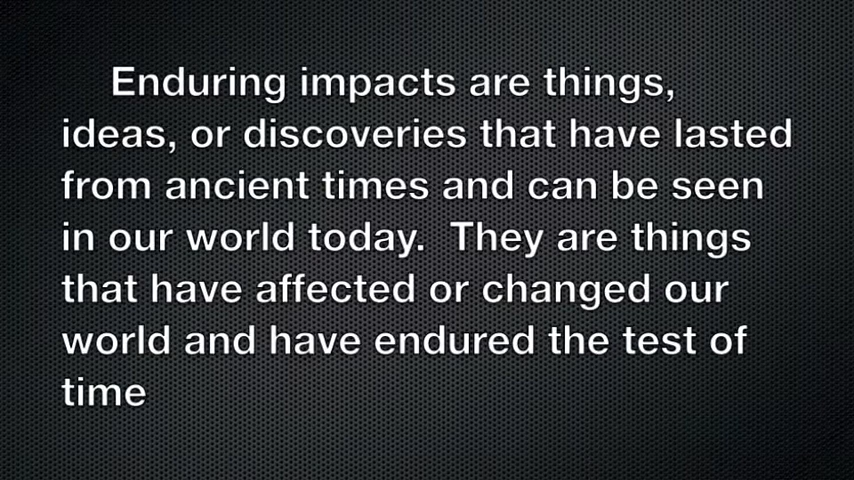 Enduring impacts are things,
ideas, or discoveries that have lasted
from ancient times and can be seen
in our world today.  They are things
that have affected or changed our
world and have endured the test of
time